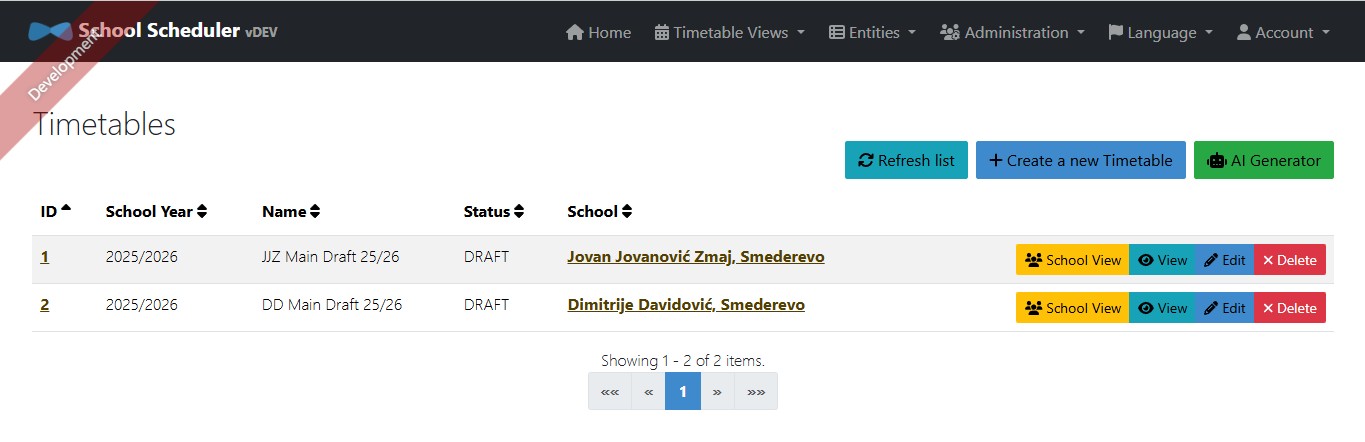 School Scheduler vDEV Home Timetable Views Entities Administration Language Account
Development
Timetables
Refresh list Create a new Timetable AI Generator
ID School Year Name Status School
1 2025/2026 JJZ Main Draft 25/26 DRAFT Jovan Jovanović Zmaj, Smederevo School View View Edit Delete
2 2025/2026 DD Main Draft 25/26 DRAFT Dimitrije Davidović, Smederevo School View View Edit Delete
Showing 1 - 2 of 2 items.
«« « 1 » »»